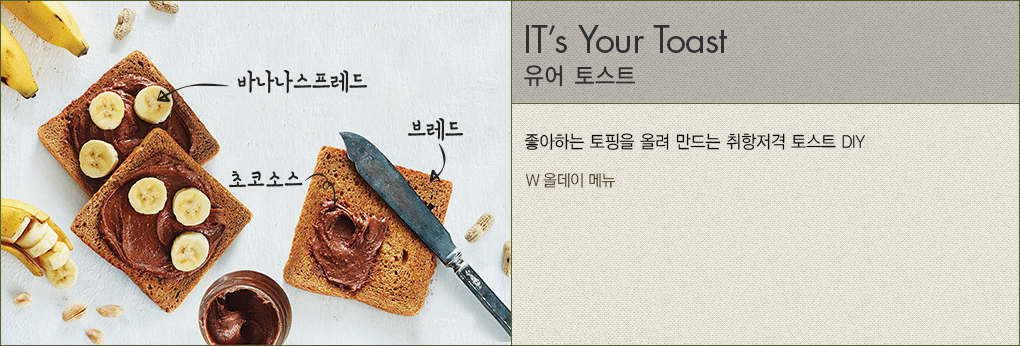 바나나스프레드
브레드
초코소스
IT's Your Toast
유어 토스트
좋아하는 토핑을 올려 만드는 취향저격 토스트 DIY
W 올데이 메뉴